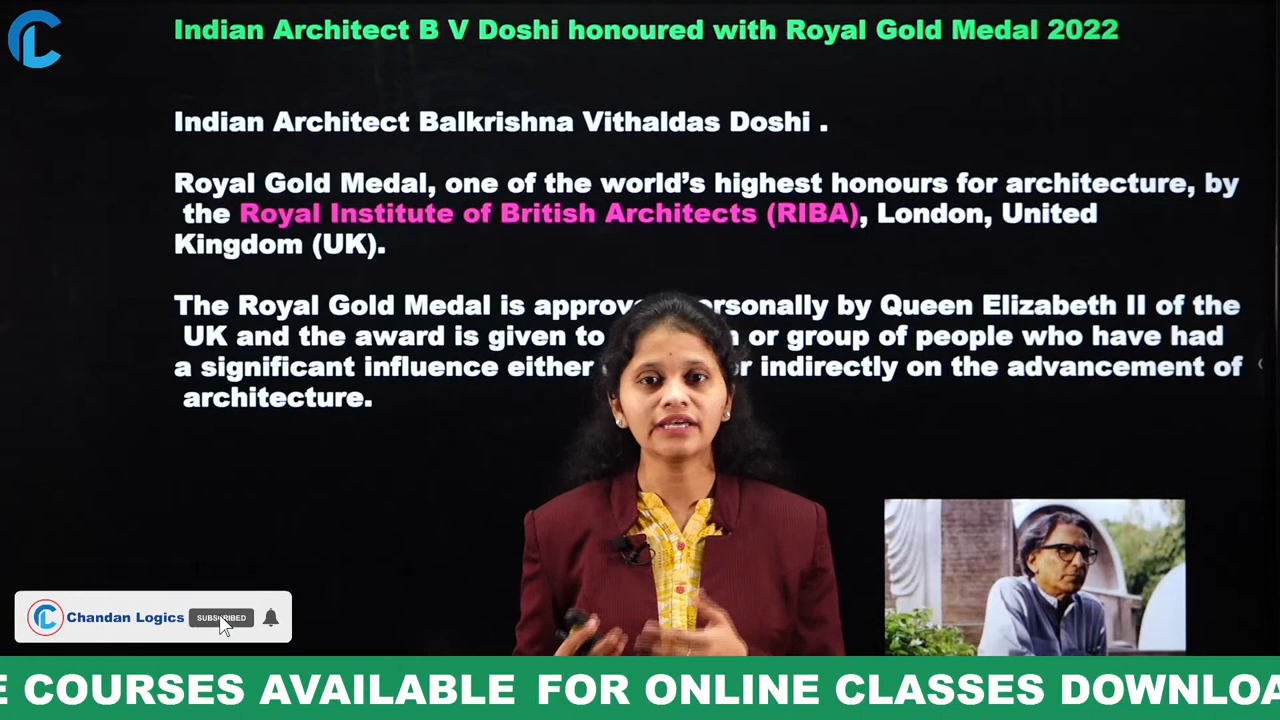 Indian Architect B V Doshi honoured with Royal Gold Medal 2022
Indian Architect Balkrishna Vithaldas Doshi .
Royal Gold Medal, one of the world’s highest honours for architecture, by
the Royal Institute of British Architects (RIBA), London, United
Kingdom (UK).
The Royal Gold Medal is personally by Queen Elizabeth II of the
UK and the award is given to or group of people who have had
a significant influence either indirectly on the advancement of
architecture.
Chandan Logics SUBSCRIBED
COURSES AVAILABLE FOR ONLINE CLASSES